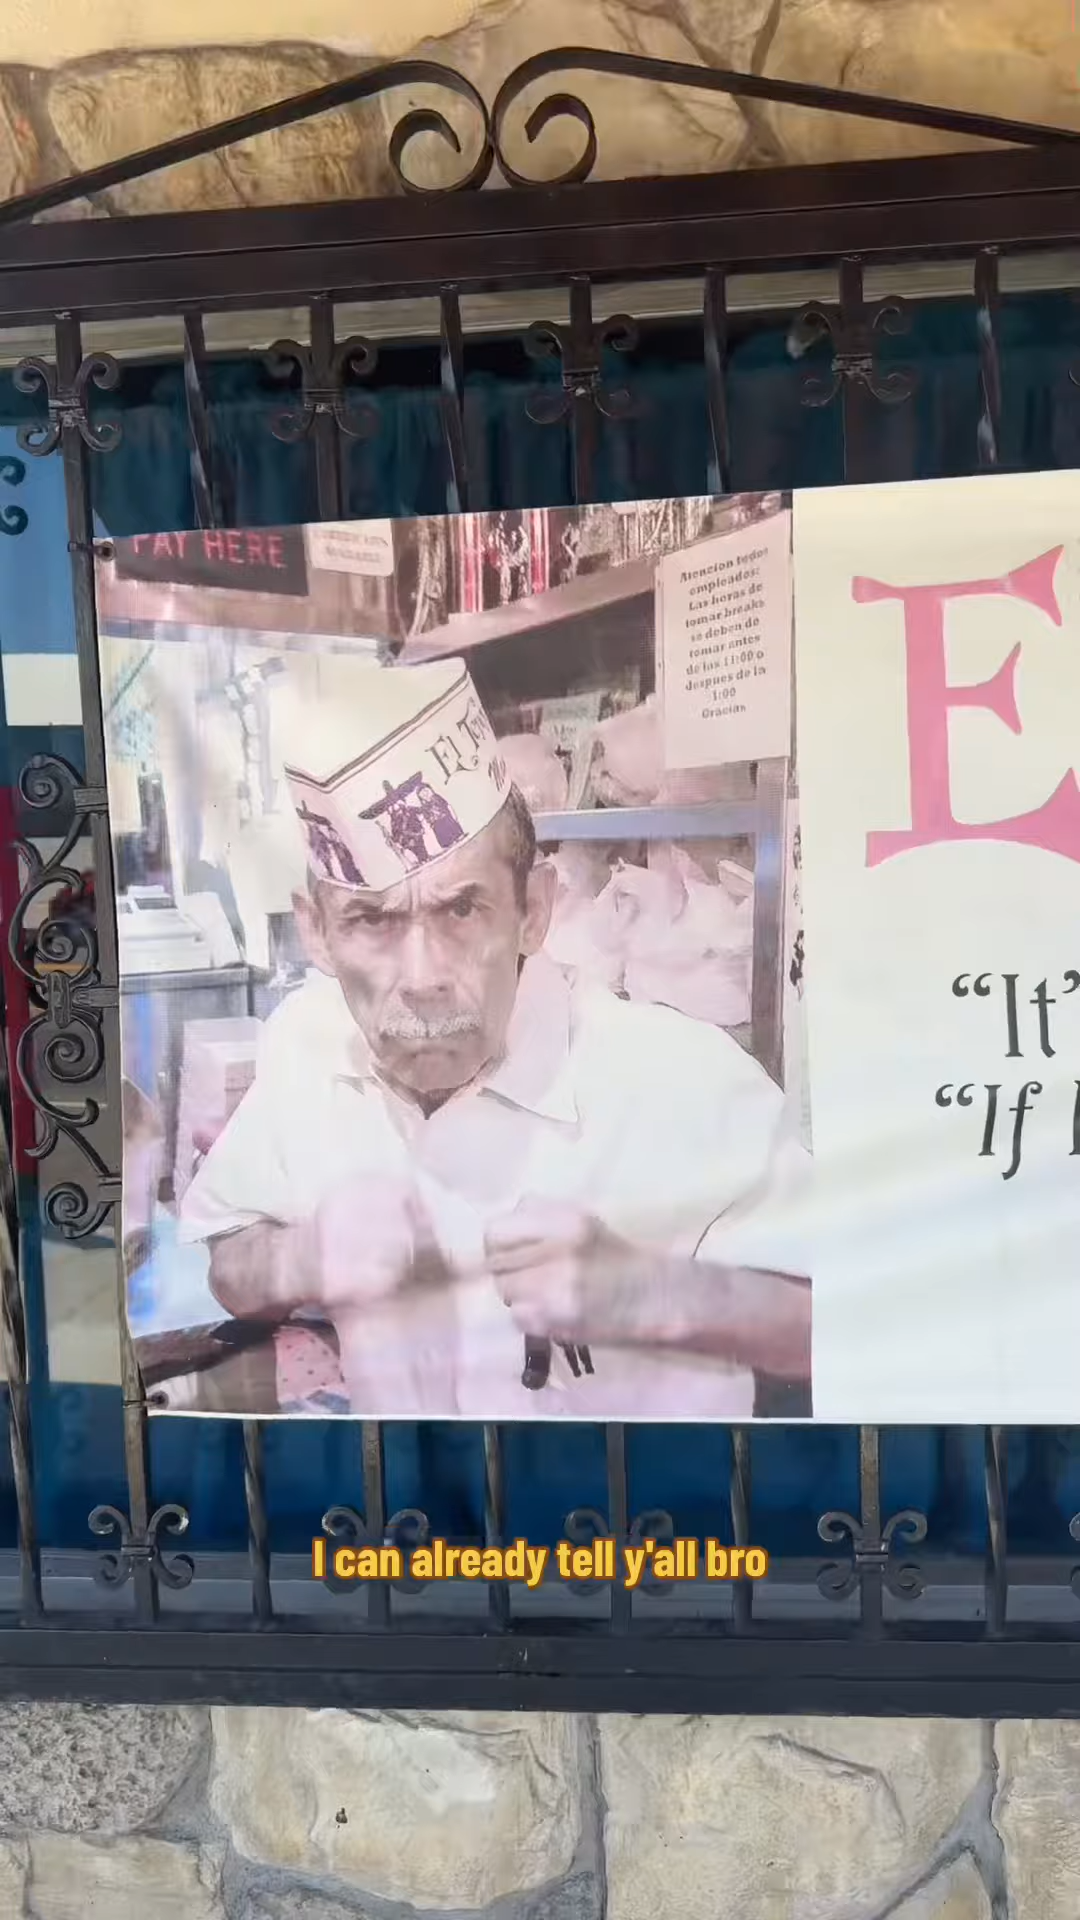 PAY HERE
Atencion todos
empleados:
Las horas de
tomar breaks
se deben de
tomar antes
de las 11:00 o
despues de la
1:00
Gracias
E
“It’
“If
I can already tell y'all bro